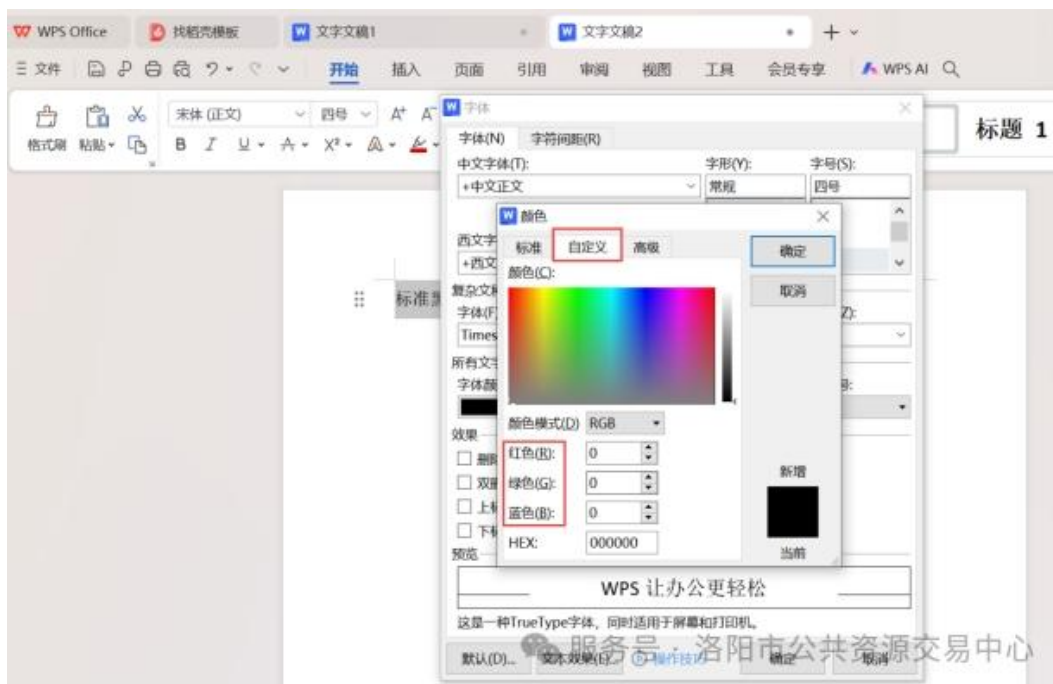 WPS Office 找稻壳模板 文字文稿1 文字文稿2
文件 开始 插入 页面 引用 审阅 视图 工具 会员专享 WPS AI
宋体 (正文) 四号 A+ A-
格式刷 粘贴 B I U A X² A 标题 1
字体
字体(N) 字符间距(R)
中文字体(T): 字形(Y): 字号(S):
+中文正文 常规 四号
颜色
西文字
标准 自定义 高级 确定
+西文
颜色(C):
取消
复杂文
标准
字体(F Z):
Times
所有文
字体颜
颜色模式(D) RGB
效果
红色(R): 0
绿色(G): 0
新增
双删
上标
蓝色(B): 0
下标
HEX: 000000
当前
预览
WPS 让办公更轻松
这是一种TrueType字体，同时适用于屏幕和打印机。
默认(D)... 文本效果(E)... 操作技巧 确定 取消
服务号 · 洛阳市公共资源交易中心